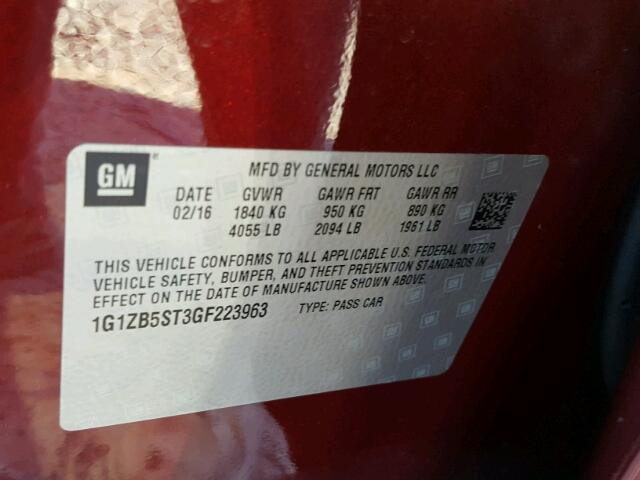 GM
MFD BY GENERAL MOTORS LLC
DATE GVWR GAWR FRT GAWR RR
02/16 1840 KG 950 KG 890 KG
4055 LB 2094 LB 1961 LB
THIS VEHICLE CONFORMS TO ALL APPLICABLE U.S. FEDERAL MOTOR
VEHICLE SAFETY, BUMPER, AND THEFT PREVENTION STANDARDS IN
EFFECT ON THE DATE OF MANUFACTURE SHOWN ABOVE.
1G1ZB5ST3GF223963 TYPE: PASS CAR